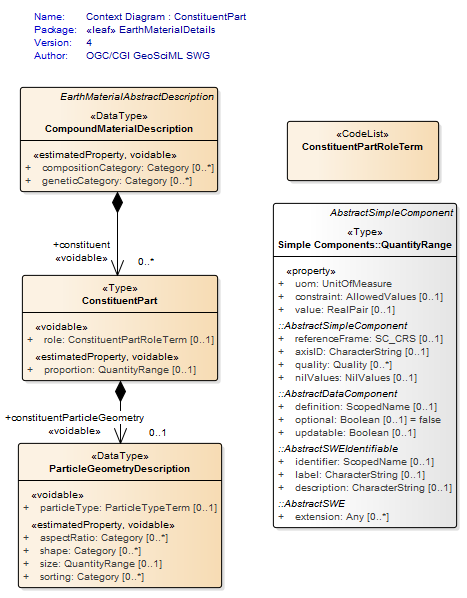 Name: Context Diagram : ConstituentPart
Package: «leaf» EarthMaterialDetails
Version: 4
Author: OGC/CGI GeoSciML SWG
EarthMaterialAbstractDescription
«DataType»
CompoundMaterialDescription
«estimatedProperty, voidable»
+ compositionCategory: Category [0..*]
+ geneticCategory: Category [0..*]
«CodeList»
ConstituentPartRoleTerm
+constituent
«voidable»
0..*
«Type»
ConstituentPart
«voidable»
+ role: ConstituentPartRoleTerm [0..1]
«estimatedProperty, voidable»
+ proportion: QuantityRange [0..1]
+constituentParticleGeometry
«voidable»
0..1
«DataType»
ParticleGeometryDescription
«voidable»
+ particleType: ParticleTypeTerm [0..1]
«estimatedProperty, voidable»
+ aspectRatio: Category [0..*]
+ shape: Category [0..*]
+ size: QuantityRange [0..1]
+ sorting: Category [0..*]
AbstractSimpleComponent
«Type»
Simple Components::QuantityRange
«property»
+ uom: UnitOfMeasure
+ constraint: AllowedValues [0..1]
+ value: RealPair [0..1]
::AbstractSimpleComponent
+ referenceFrame: SC_CRS [0..1]
+ axisID: CharacterString [0..1]
+ quality: Quality [0..*]
+ nilValues: NilValues [0..1]
::AbstractDataComponent
+ definition: ScopedName [0..1]
+ optional: Boolean [0..1] = false
+ updatable: Boolean [0..1]
::AbstractSWEIdentifiable
+ identifier: ScopedName [0..1]
+ label: CharacterString [0..1]
+ description: CharacterString [0..1]
::AbstractSWE
+ extension: Any [0..*]